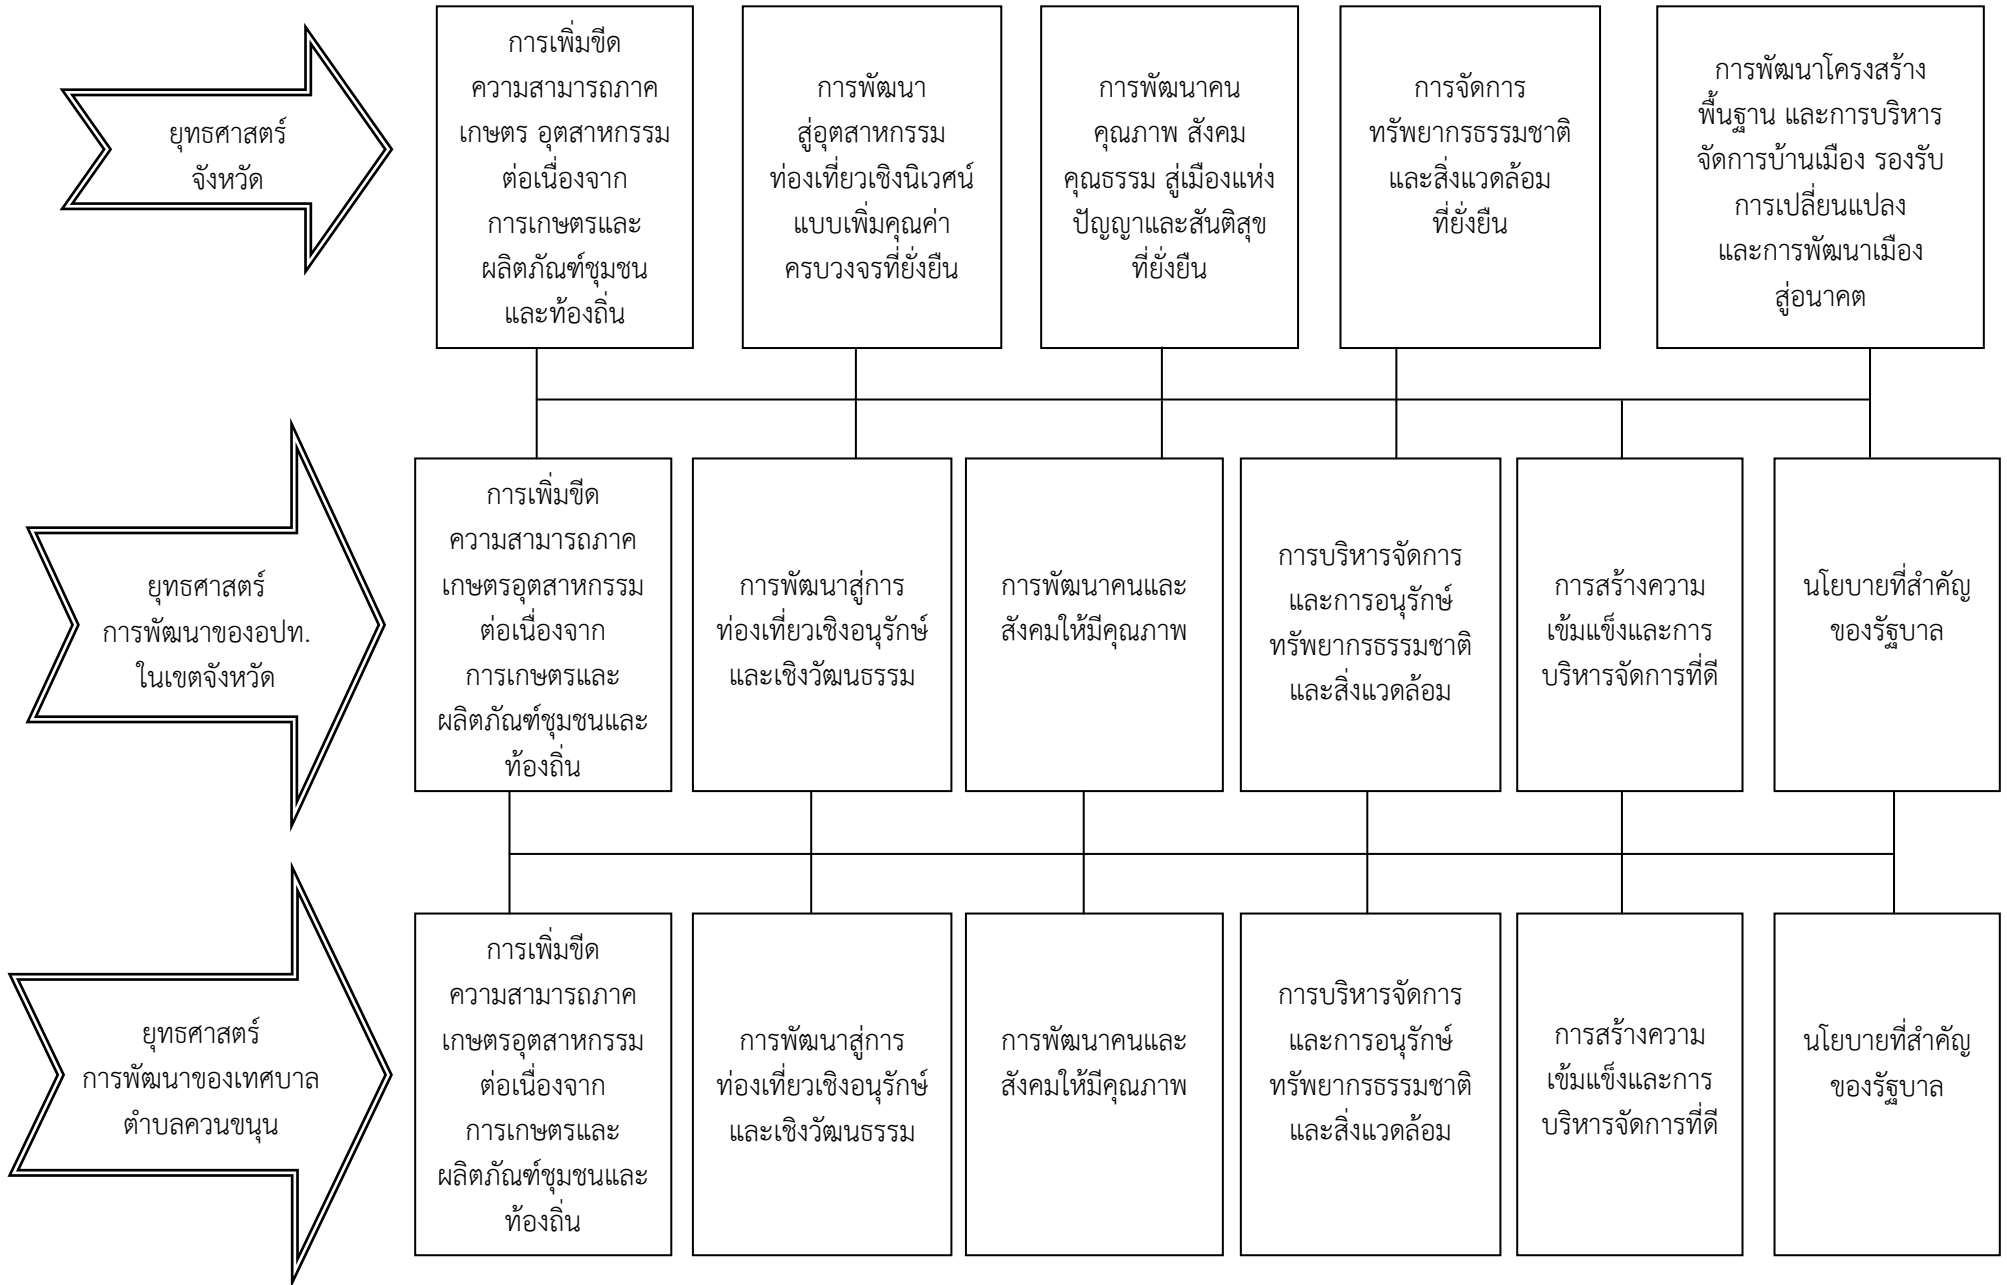 ยุทธศาสตร์
จังหวัด
การเพิ่มขีด
ความสามารถภาค
เกษตร อุตสาหกรรม
ต่อเนื่องจาก
การเกษตรและ
ผลิตภัณฑ์ชุมชน
และท้องถิ่น
การพัฒนา
สู่อุตสาหกรรม
ท่องเที่ยวเชิงนิเวศน์
แบบเพิ่มคุณค่า
ครบวงจรที่ยั่งยืน
การพัฒนาคน
คุณภาพ สังคม
คุณธรรม สู่เมืองแห่ง
ปัญญาและสันติสุข
ที่ยั่งยืน
การจัดการ
ทรัพยากรธรรมชาติ
และสิ่งแวดล้อม
ที่ยั่งยืน
การพัฒนาโครงสร้าง
พื้นฐาน และการบริหาร
จัดการบ้านเมือง รองรับ
การเปลี่ยนแปลง
และการพัฒนาเมือง
สู่อนาคต
ยุทธศาสตร์
การพัฒนาของอปท.
ในเขตจังหวัด
การเพิ่มขีด
ความสามารถภาค
เกษตรอุตสาหกรรม
ต่อเนื่องจาก
การเกษตรและ
ผลิตภัณฑ์ชุมชนและ
ท้องถิ่น
การพัฒนาสู่การ
ท่องเที่ยวเชิงอนุรักษ์
และเชิงวัฒนธรรม
การพัฒนาคนและ
สังคมให้มีคุณภาพ
การบริหารจัดการ
และการอนุรักษ์
ทรัพยากรธรรมชาติ
และสิ่งแวดล้อม
การสร้างความ
เข้มแข็งและการ
บริหารจัดการที่ดี
นโยบายที่สำคัญ
ของรัฐบาล
ยุทธศาสตร์
การพัฒนาของเทศบาล
ตำบลควนขนุน
การเพิ่มขีด
ความสามารถภาค
เกษตรอุตสาหกรรม
ต่อเนื่องจาก
การเกษตรและ
ผลิตภัณฑ์ชุมชนและ
ท้องถิ่น
การพัฒนาสู่การ
ท่องเที่ยวเชิงอนุรักษ์
และเชิงวัฒนธรรม
การพัฒนาคนและ
สังคมให้มีคุณภาพ
การบริหารจัดการ
และการอนุรักษ์
ทรัพยากรธรรมชาติ
และสิ่งแวดล้อม
การสร้างความ
เข้มแข็งและการ
บริหารจัดการที่ดี
นโยบายที่สำคัญ
ของรัฐบาล